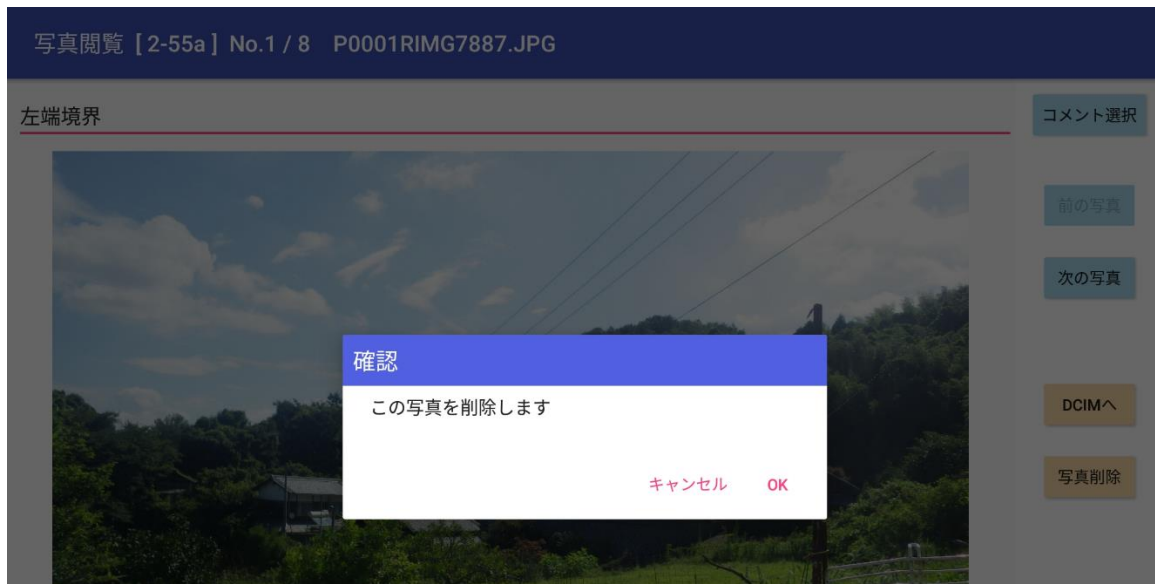 写真閲覧 [ 2-55a ] No.1 / 8 P0001RIMG7887.JPG
左端境界
コメント選択
前の写真
次の写真
確認
この写真を削除します
キャンセル OK
DCIMへ
写真削除